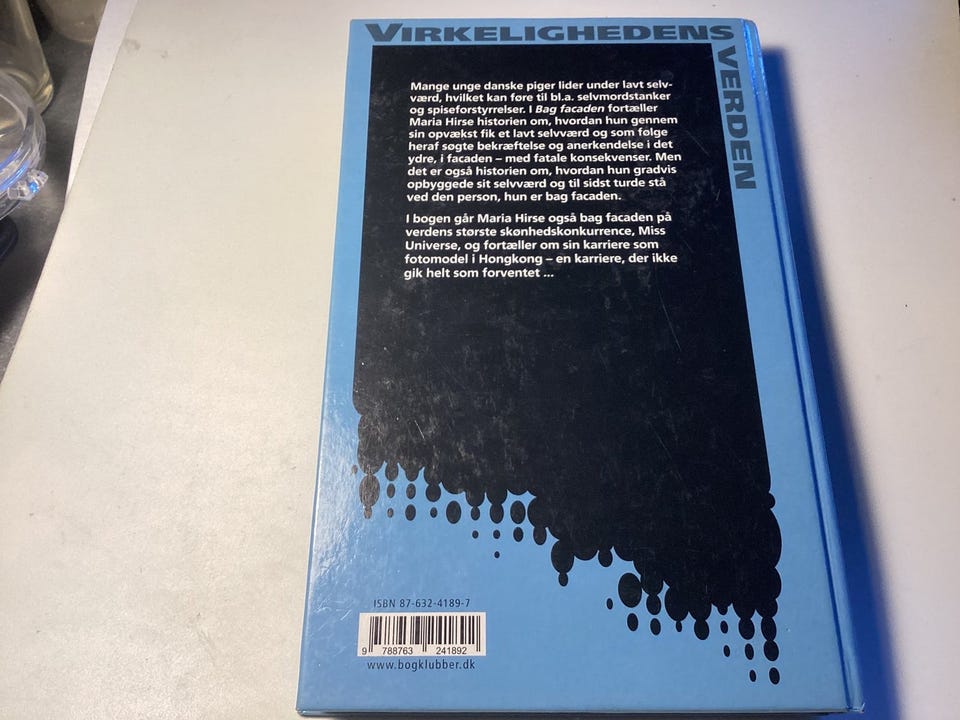 VIRKELIGHEDENS
VERDEN
Mange unge danske piger lider under lavt selv-
værd, hvilket kan føre til bl.a. selvmordstanker
og spiseforstyrrelser. I Bag facaden fortæller
Maria Hirse historien om, hvordan hun gennem
sin opvækst fik et lavt selvværd og som følge
heraf søgte bekræftelse og anerkendelse i det
ydre, i facaden – med fatale konsekvenser. Men
det er også historien om, hvordan hun gradvis
opbyggede sit selvværd og til sidst turde stå
ved den person, hun er bag facaden.
I bogen går Maria Hirse også bag facaden på
verdens største skønhedskonkurrence, Miss
Universe, og fortæller om sin karriere som
fotomodel i Hongkong – en karriere, der ikke
gik helt som forventet ...
ISBN 87-632-4189-7
9 788763 241892
www.bogklubber.dk